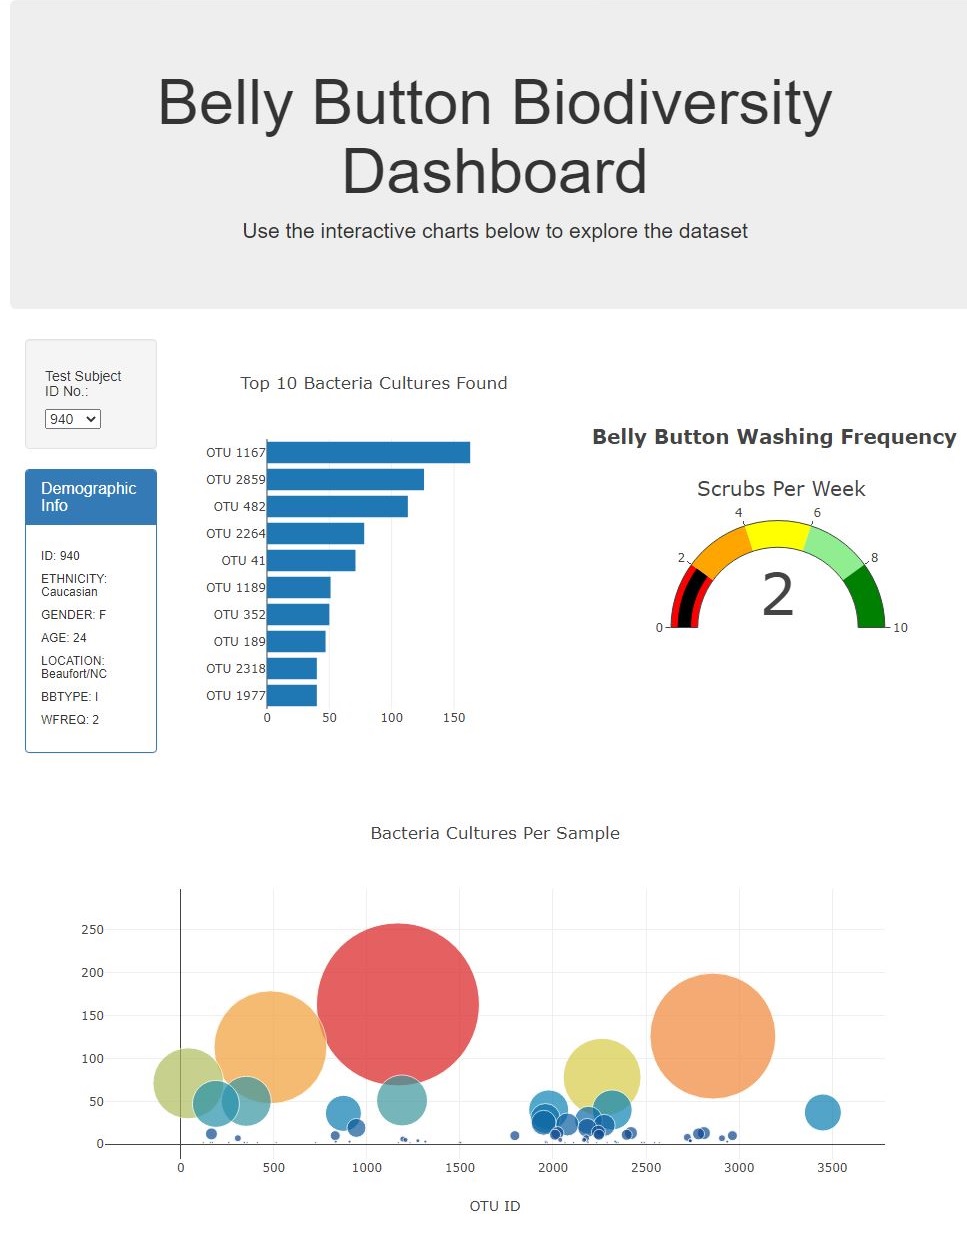 Belly Button Biodiversity
Dashboard
Use the interactive charts below to explore the dataset
Test Subject
ID No.:
940
Demographic
Info
ID: 940
ETHNICITY:
Caucasian
GENDER: F
AGE: 24
LOCATION:
Beaufort/NC
BBTYPE: I
WFREQ: 2
Top 10 Bacteria Cultures Found
OTU 1167
OTU 2859
OTU 482
OTU 2264
OTU 41
OTU 1189
OTU 352
OTU 189
OTU 2318
OTU 1977
0 50 100 150
Belly Button Washing Frequency
Scrubs Per Week
4 6
2 8
2
0 10
Bacteria Cultures Per Sample
250
200
150
100
50
0
0 500 1000 1500 2000 2500 3000 3500
OTU ID